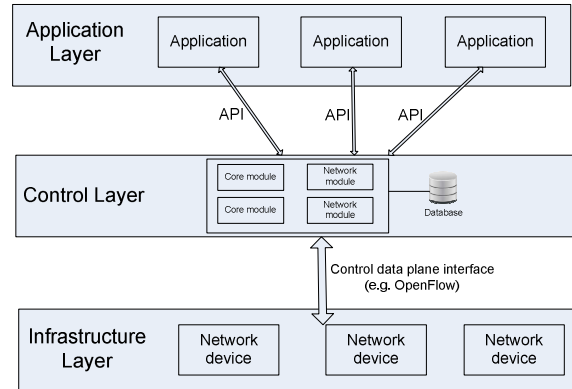 Application
Layer
Application
Application
Application
API
API
API
Control Layer
Core module
Network
module
Core module
Network
module
Database
Control data plane interface
(e.g. OpenFlow)
Infrastructure
Layer
Network
device
Network
device
Network
device